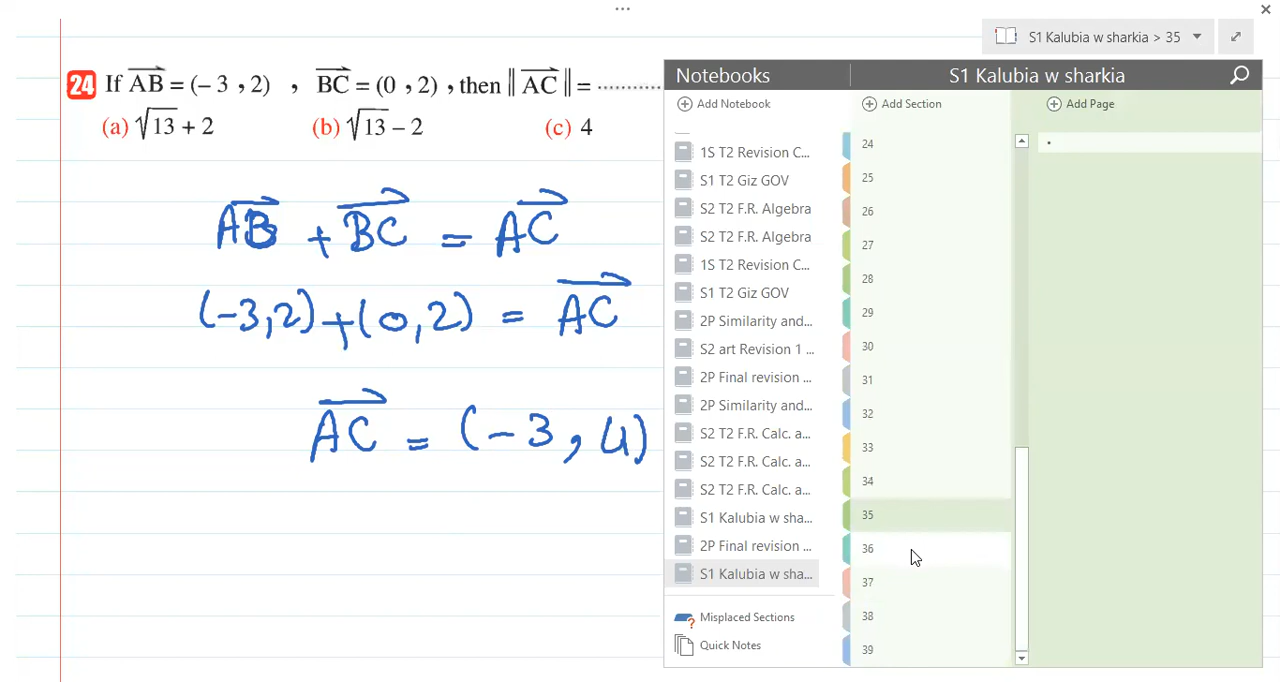 ...
S1 Kalubia w sharkia > 35
24 If AB = (– 3 , 2) , BC = (0 , 2) , then ‖ AC ‖ = ............
(a) √13 + 2 (b) √13 – 2 (c) 4
AB + BC = AC
(-3,2)+(0,2) = AC
AC = (-3,4)
Notebooks
S1 Kalubia w sharkia
Add Notebook
Add Section
Add Page
1S T2 Revision C...
S1 T2 Giz GOV
S2 T2 F.R. Algebra
S2 T2 F.R. Algebra
1S T2 Revision C...
S1 T2 Giz GOV
2P Similarity and...
S2 art Revision 1 ...
2P Final revision ...
2P Similarity and...
S2 T2 F.R. Calc. a...
S2 T2 F.R. Calc. a...
S2 T2 F.R. Calc. a...
S1 Kalubia w sha...
2P Final revision ...
S1 Kalubia w sha...
Misplaced Sections
Quick Notes
24
25
26
27
28
29
30
31
32
33
34
35
36
37
38
39